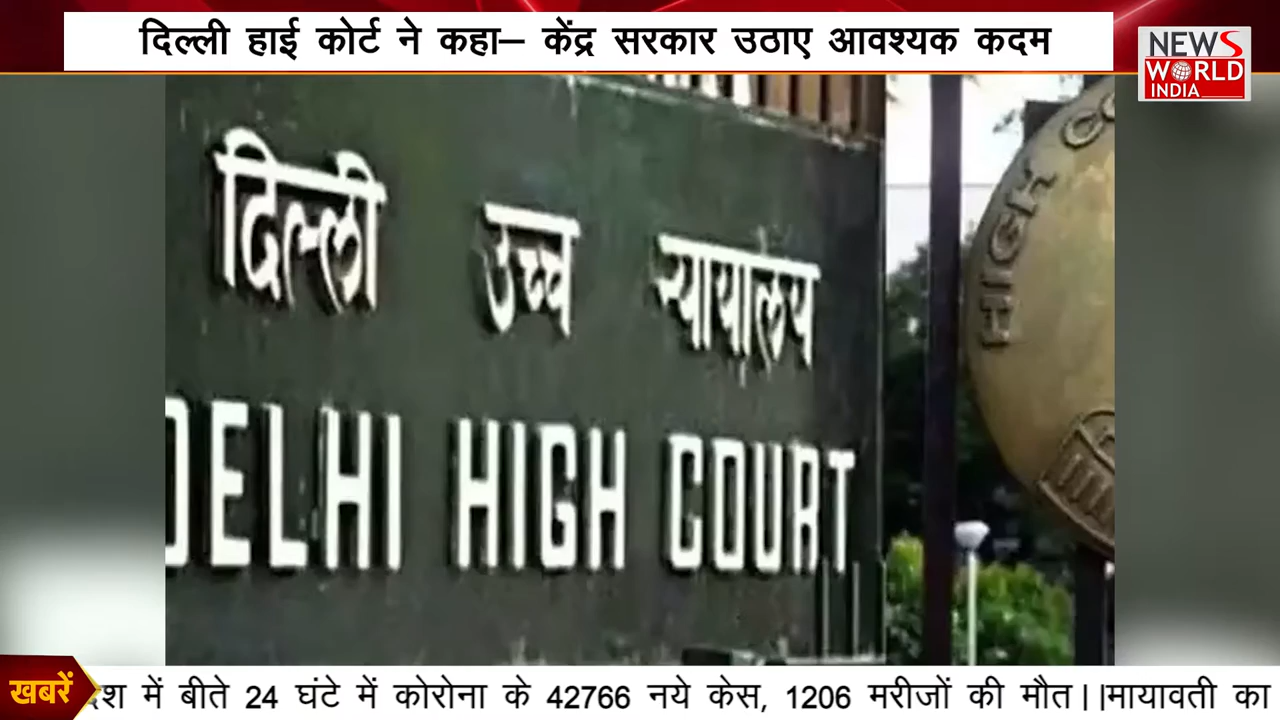 दिल्ली हाई कोर्ट ने कहा– केंद्र सरकार उठाए आवश्यक कदम
NEWS
WORLD
INDIA
दिल्ली उच्च न्यायालय
DELHI HIGH COURT
HIGH
खबरें
में बीते 24 घंटे में कोरोना के 42766 नये केस, 1206 मरीजों की मौत||मायावती का